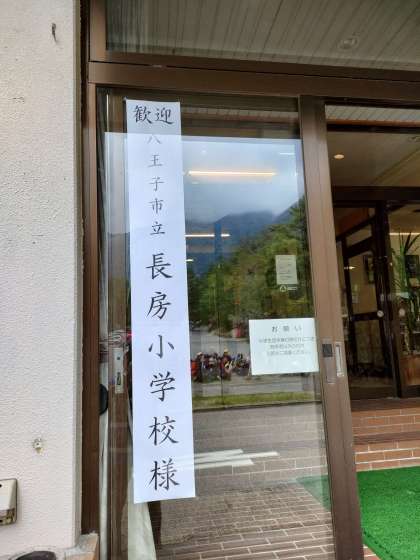 歓迎
八王子市立
長房小学校様
お願い